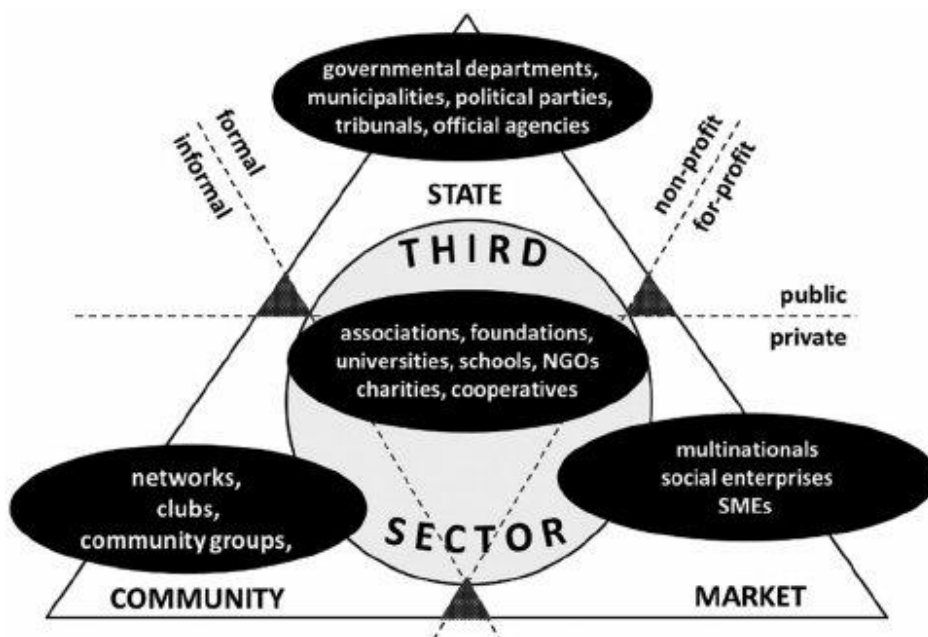 governmental departments,
municipalities, political parties,
tribunals, official agencies
formal
informal
non-profit
for-profit
STATE
THIRD
public
private
associations, foundations,
universities, schools, NGOs
charities, cooperatives
networks,
clubs,
community groups,
multinationals
social enterprises
SMEs
SECTOR
COMMUNITY
MARKET